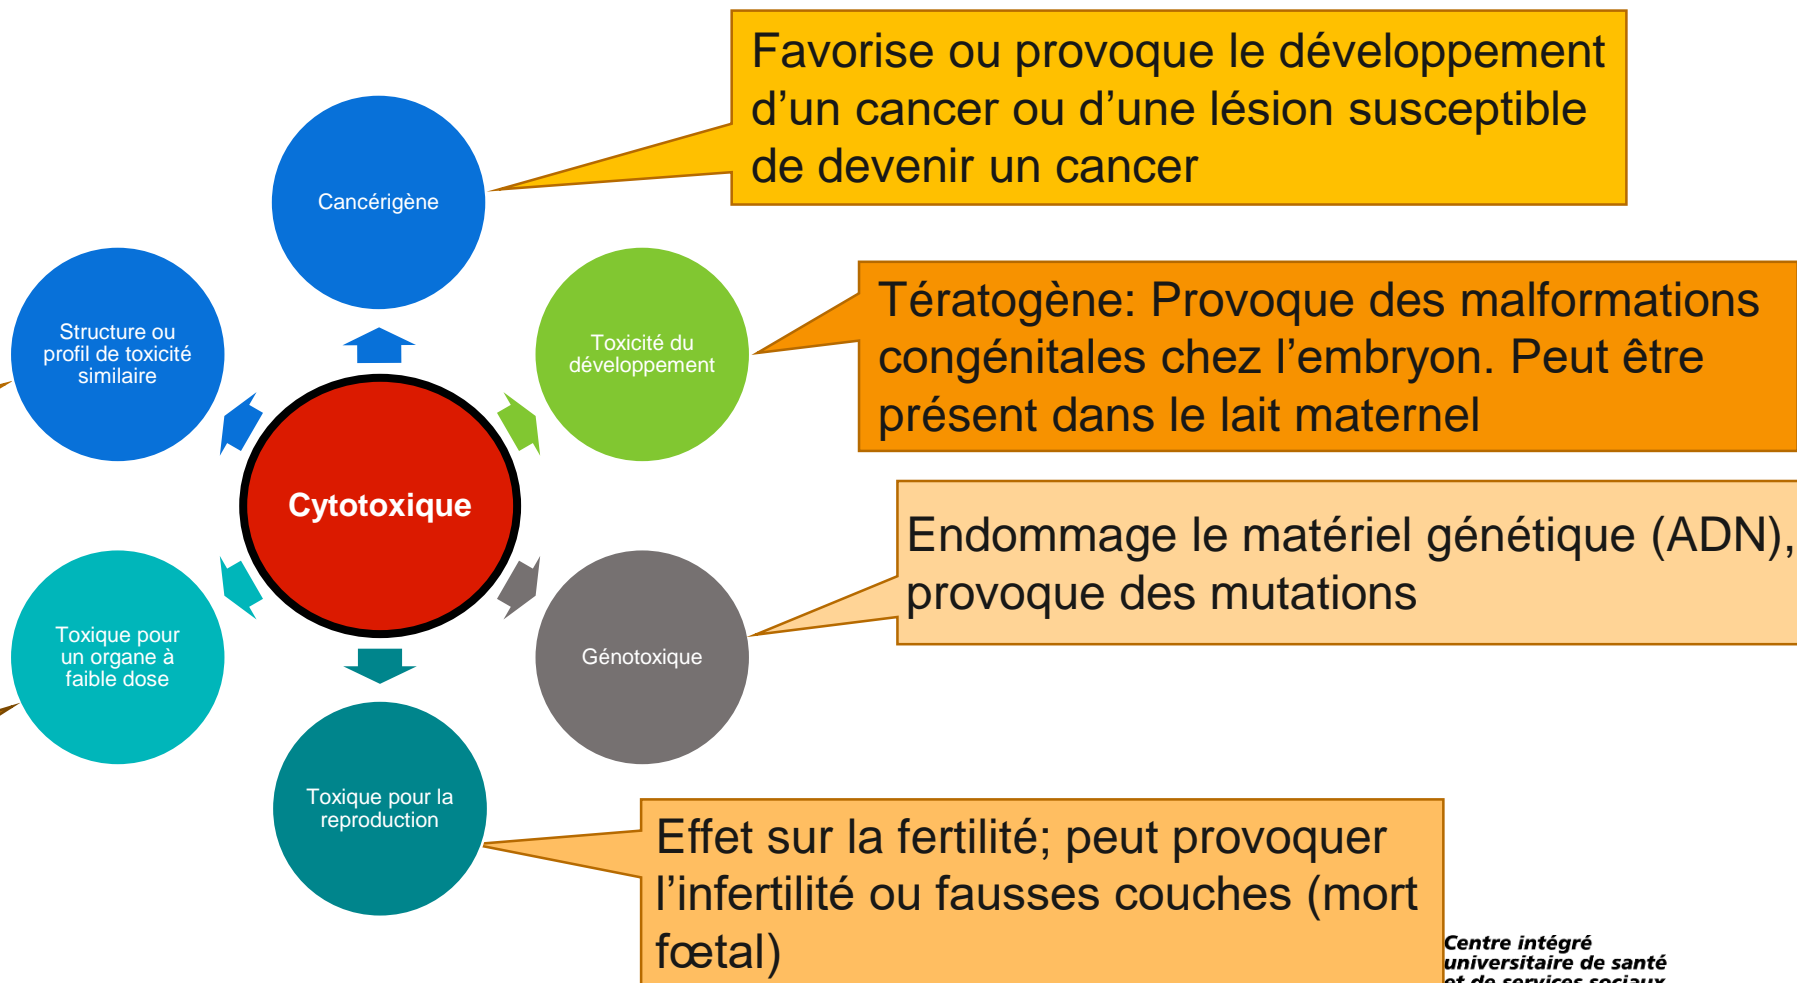 Favorise ou provoque le développement
d’un cancer ou d’une lésion susceptible
de devenir un cancer
Cancérigène
Tératogène: Provoque des malformations
congénitales chez l’embryon. Peut être
présent dans le lait maternel
Structure ou
profil de toxicité
similaire
Toxicité du
développement
Cytotoxique
Endommage le matériel génétique (ADN),
provoque des mutations
Toxique pour
un organe à
faible dose
Génotoxique
Toxique pour la
reproduction
Effet sur la fertilité; peut provoquer
l’infertilité ou fausses couches (mort
fœtal)
Centre intégré
universitaire de santé
et de services sociaux